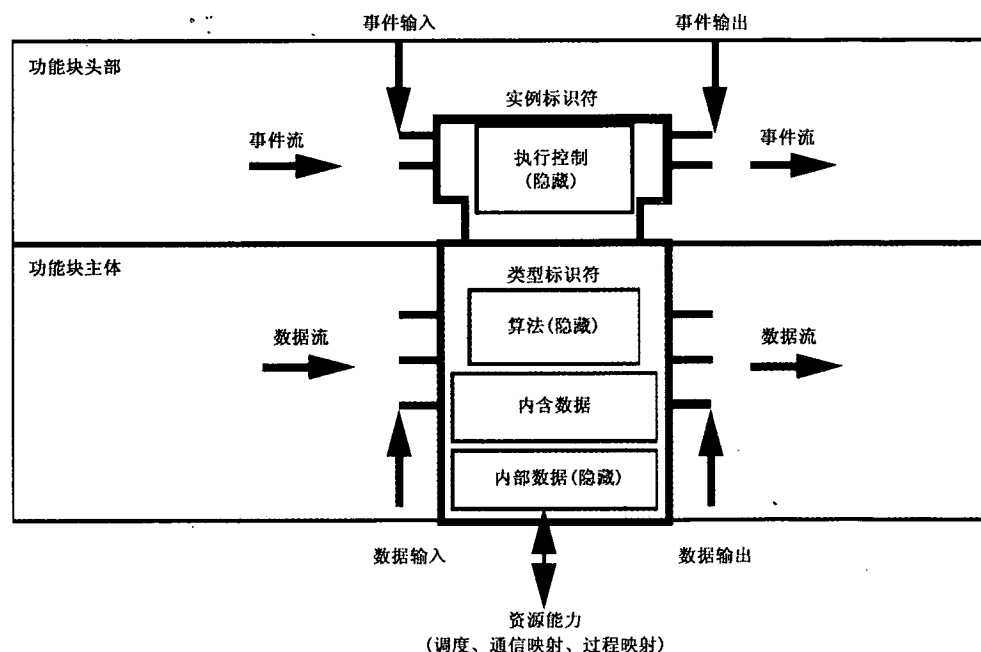 事件输入
事件输出
功能块头部
实例标识符
事件流
执行控制
(隐藏)
事件流
功能块主体
类型标识符
数据流
算法(隐藏)
数据流
内含数据
内部数据(隐藏)
数据输入
数据输出
资源能力
(调度、通信映射、过程映射)